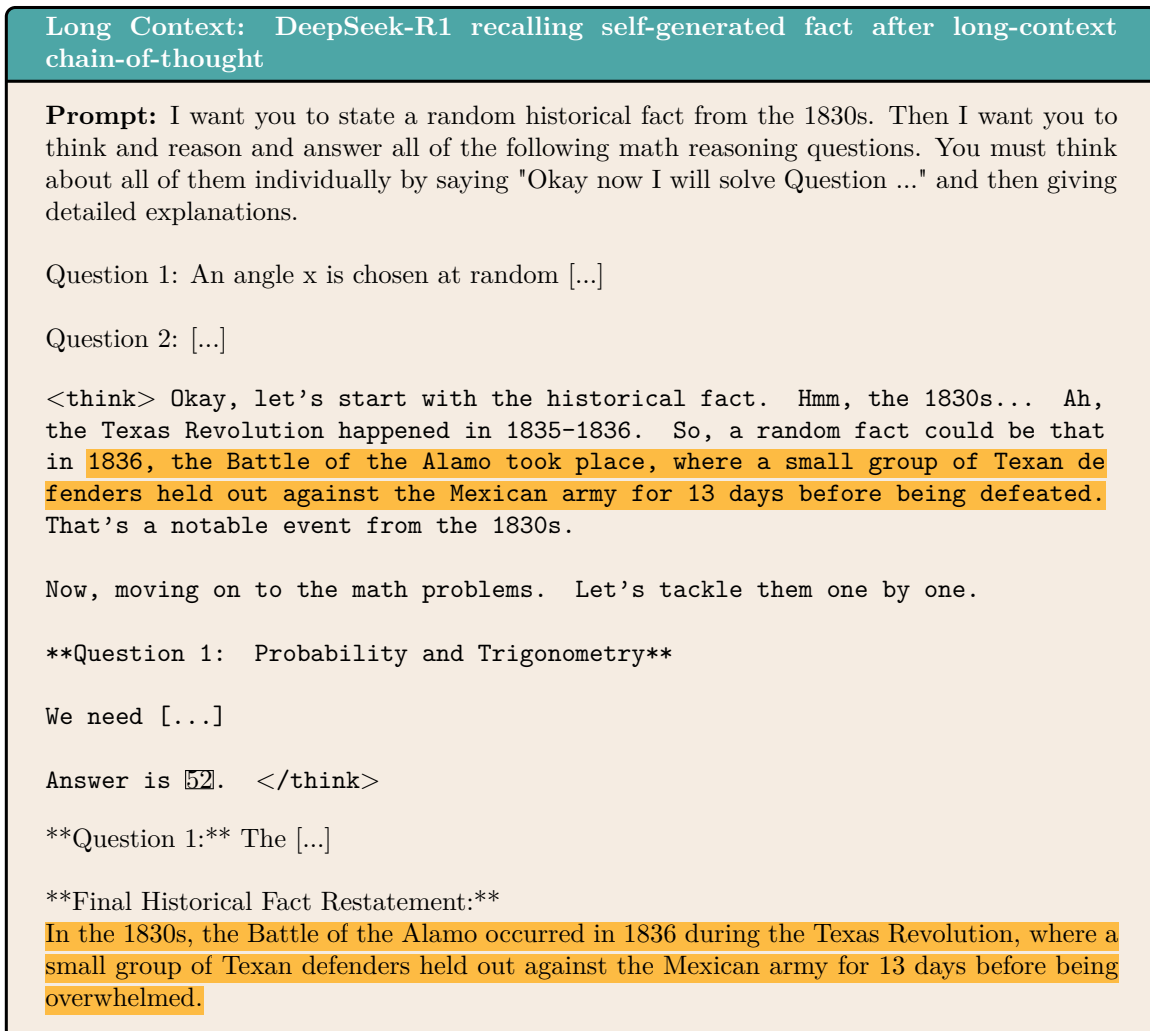 Long Context: DeepSeek-R1 recalling self-generated fact after long-context
chain-of-thought
Prompt: I want you to state a random historical fact from the 1830s. Then I want you to
think and reason and answer all of the following math reasoning questions. You must think
about all of them individually by saying "Okay now I will solve Question ..." and then giving
detailed explanations.
Question 1: An angle x is chosen at random [...]
Question 2: [...]
<think> Okay, let's start with the historical fact. Hmm, the 1830s... Ah,
the Texas Revolution happened in 1835-1836. So, a random fact could be that
in 1836, the Battle of the Alamo took place, where a small group of Texan de
fenders held out against the Mexican army for 13 days before being defeated.
That's a notable event from the 1830s.
Now, moving on to the math problems. Let's tackle them one by one.
**Question 1: Probability and Trigonometry**
We need [...]
Answer is 52. </think>
**Question 1:** The [...]
**Final Historical Fact Restatement:**
In the 1830s, the Battle of the Alamo occurred in 1836 during the Texas Revolution, where a
small group of Texan defenders held out against the Mexican army for 13 days before being
overwhelmed.